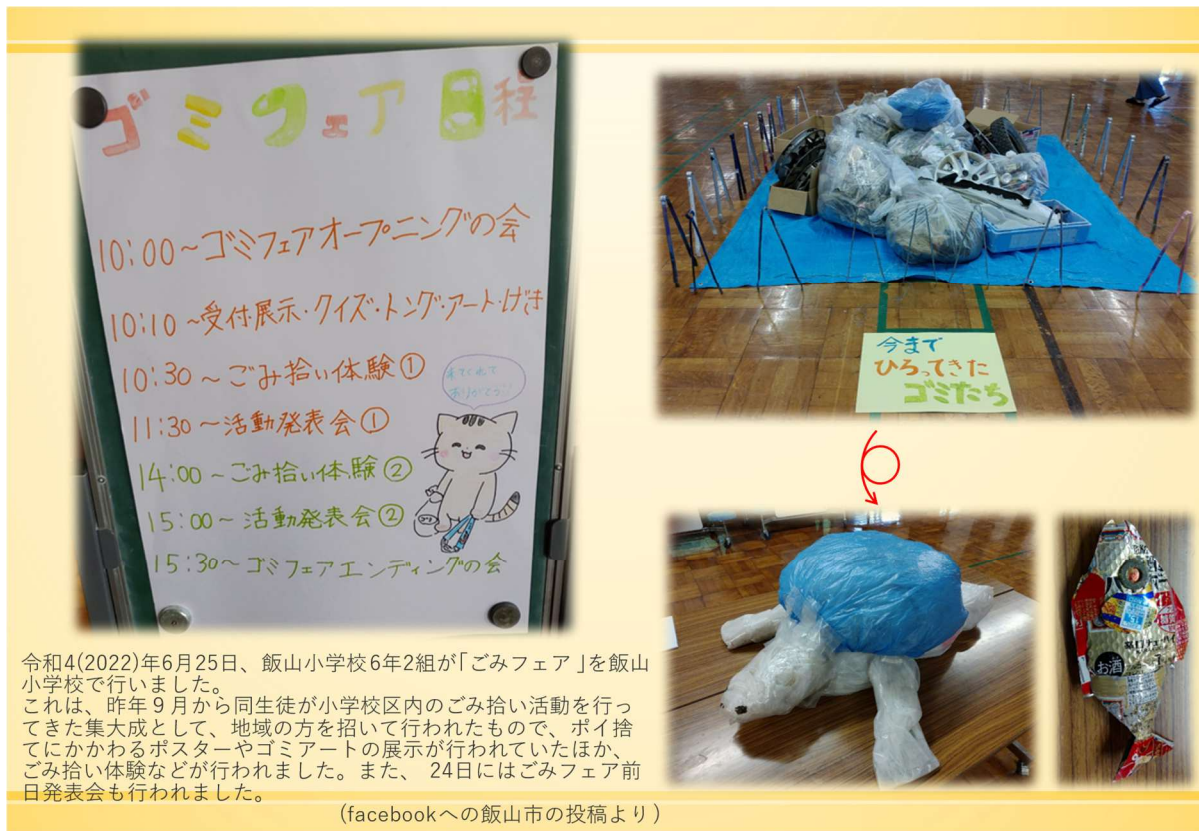 ゴミフェア日程
10:00～ゴミフェアオープニングの会
10:10～受付・展示・クイズ・トング・アート・げき
10:30～ごみ拾い体験①
11:30～活動発表会①
来てくれて
ありがとう!!
14:00～ごみ拾い体験②
15:00～活動発表会②
15:30～ゴミフェアエンディングの会
今まで
ひろってきた
ゴミたち
お酒
令和4(2022)年6月25日、飯山小学校6年2組が「ごみフェア」を飯山
小学校で行いました。
これは、昨年９月から同生徒が小学校区内のごみ拾い活動を行っ
てきた集大成として、地域の方を招いて行われたもので、ポイ捨
てにかかわるポスターやゴミアートの展示が行われていたほか、
ごみ拾い体験などが行われました。また、 24日にはごみフェア前
日発表会も行われました。
(facebookへの飯山市の投稿より)